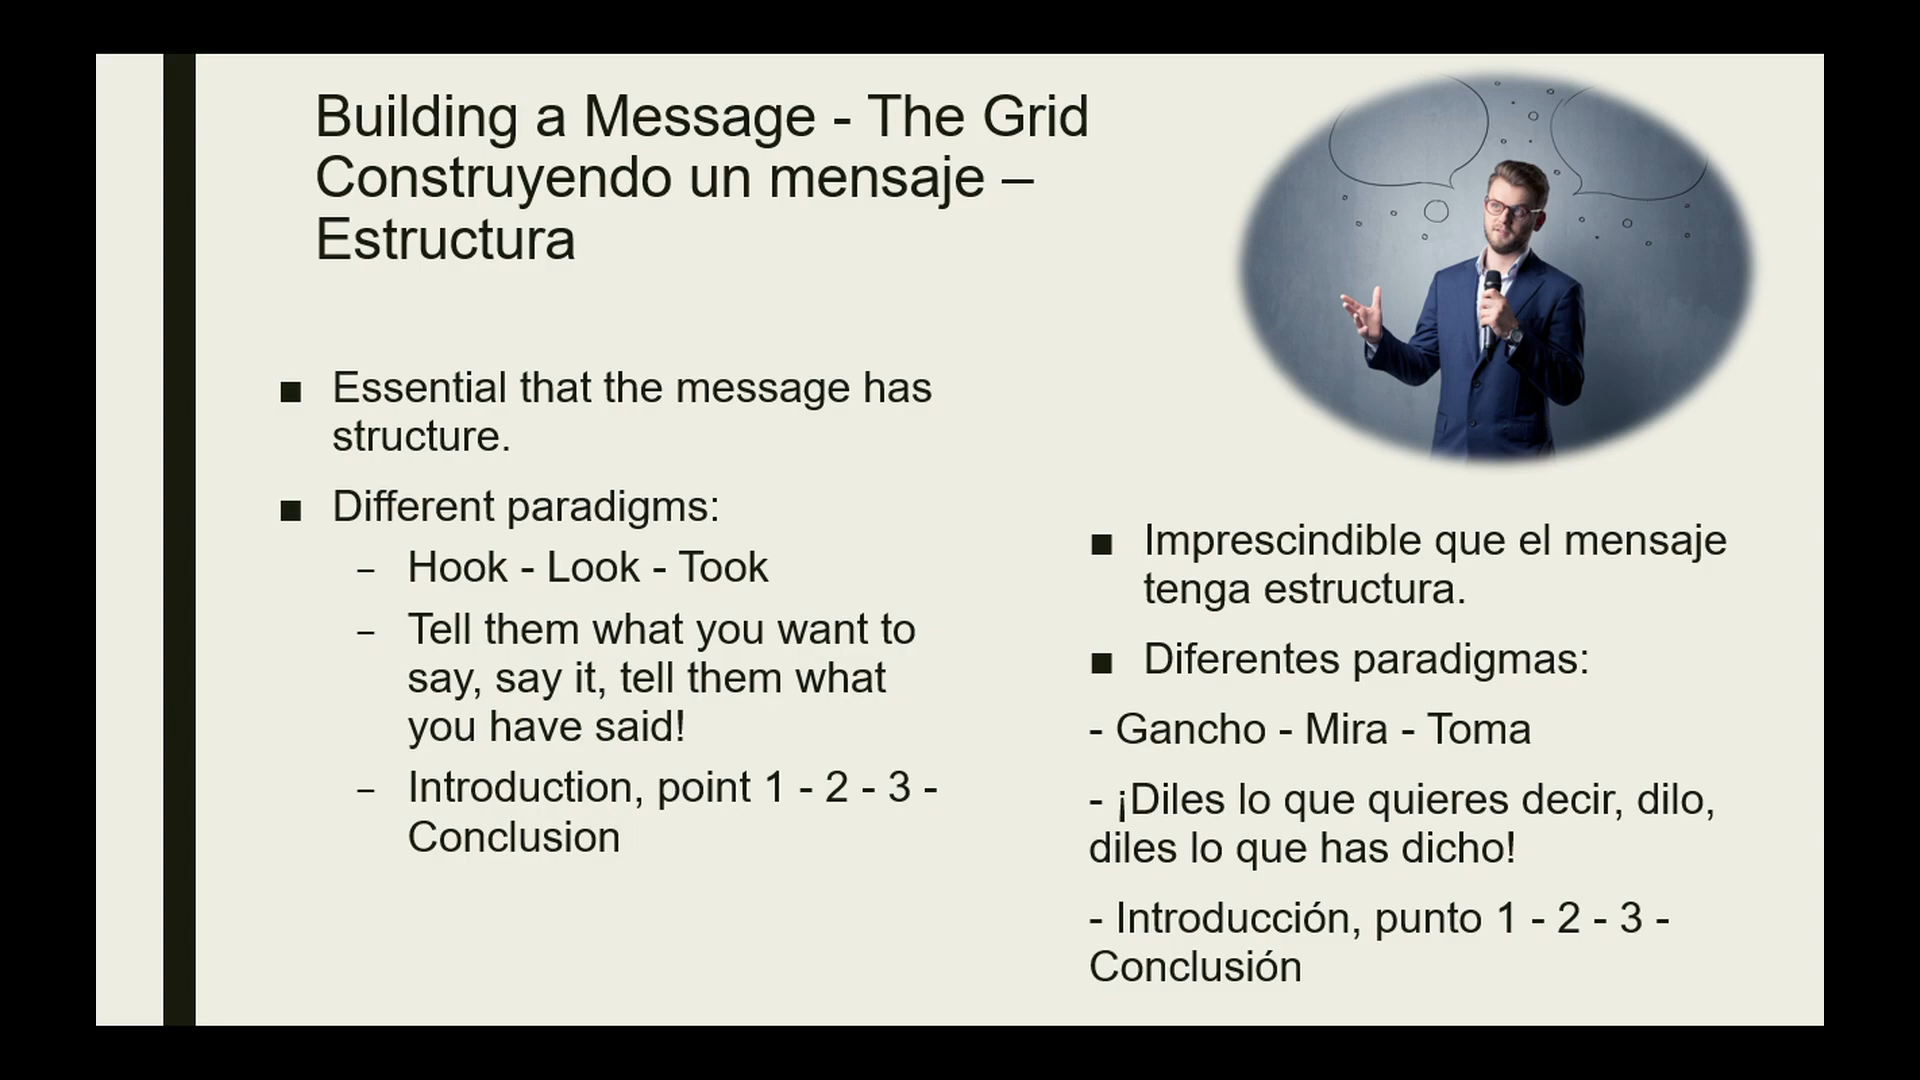 Building a Message - The Grid
Construyendo un mensaje –
Estructura
■ Essential that the message has
structure.
■ Different paradigms:
– Hook - Look - Took
– Tell them what you want to
say, say it, tell them what
you have said!
– Introduction, point 1 - 2 - 3 -
Conclusion
■ Imprescindible que el mensaje
tenga estructura.
■ Diferentes paradigmas:
- Gancho - Mira - Toma
- ¡Diles lo que quieres decir, dilo,
diles lo que has dicho!
- Introducción, punto 1 - 2 - 3 -
Conclusión